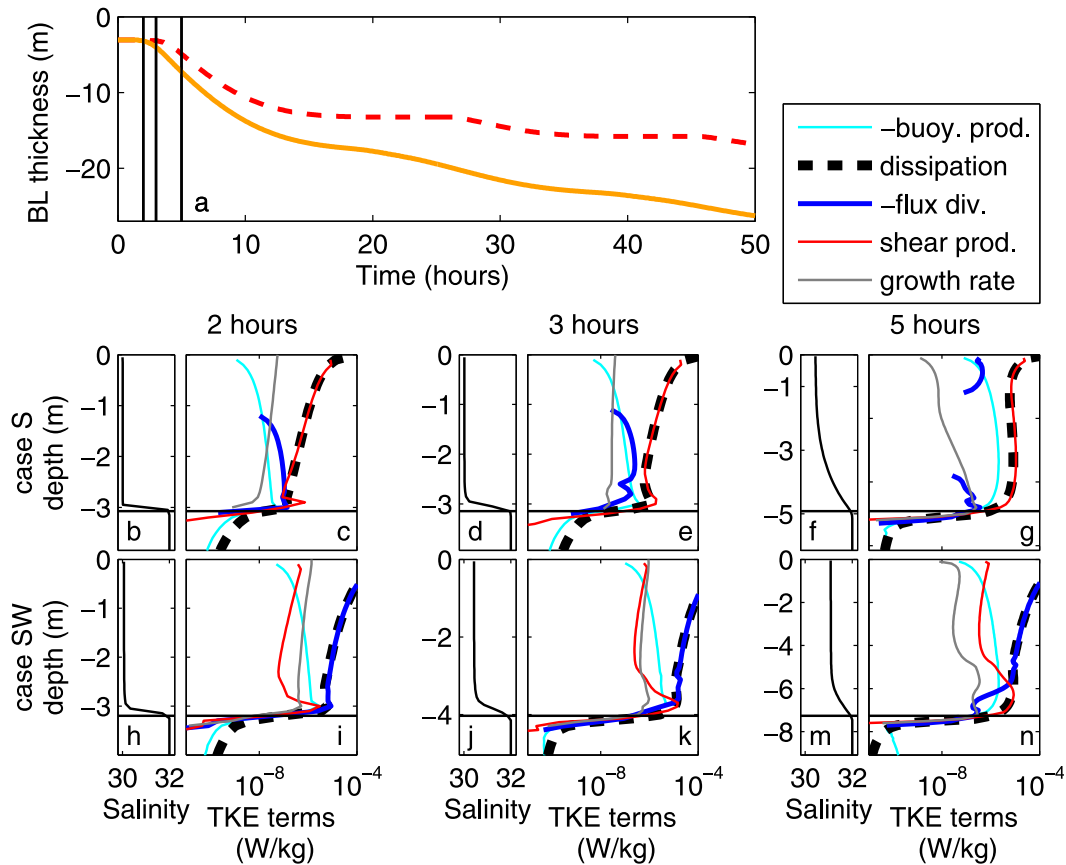 BL thickness (m)
0
−10
−20
a
0
10
20
30
40
50
Time (hours)
−buoy. prod.
dissipation
−flux div.
shear prod.
growth rate
2 hours
3 hours
5 hours
case S
depth (m)
0
−1
−2
−3
b
c
0
−1
−2
−3
d
e
0
−1
−3
−5
f
g
case SW
depth (m)
0
−1
−2
−3
h
i
0
−2
−4
j
k
0
−2
−4
−6
−8
m
n
30
32
Salinity
10⁻⁸
10⁻⁴
TKE terms
(W/kg)
30
32
Salinity
10⁻⁸
10⁻⁴
TKE terms
(W/kg)
30
32
Salinity
10⁻⁸
10⁻⁴
TKE terms
(W/kg)